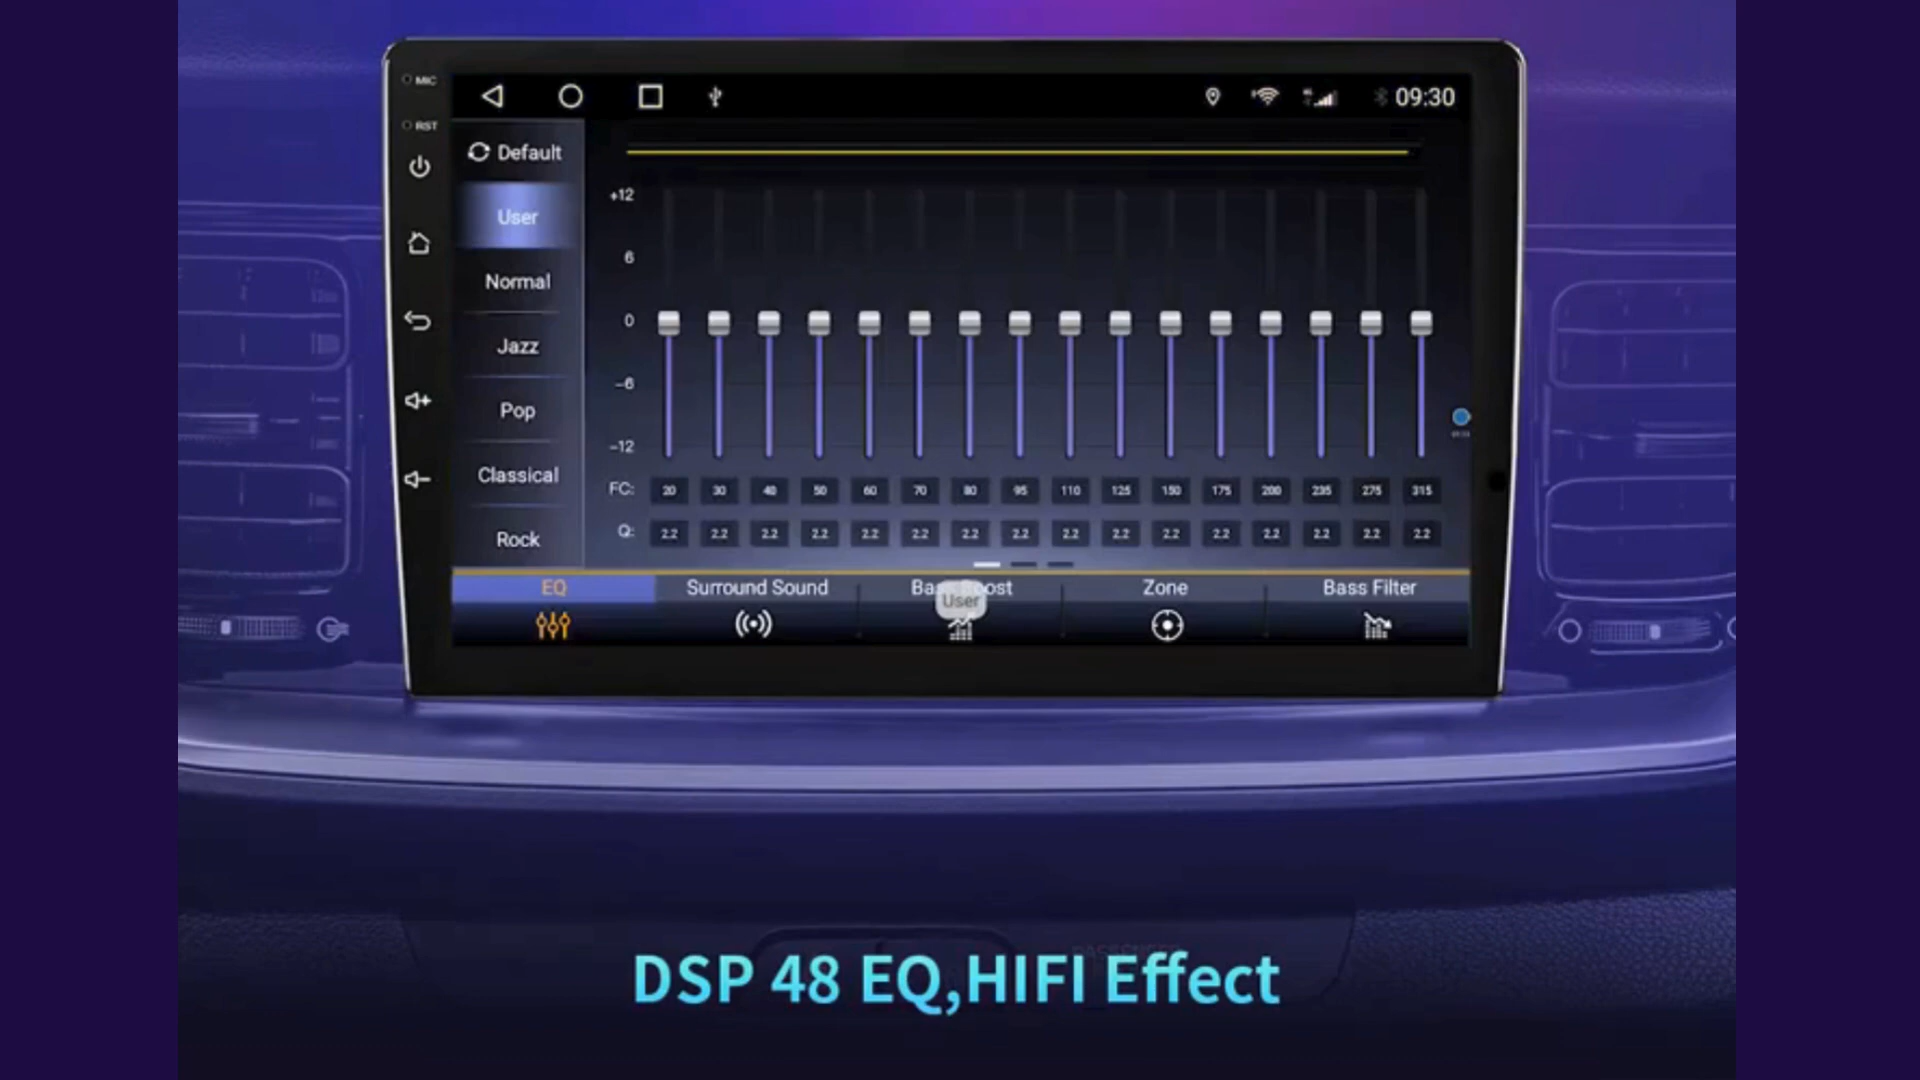 MIC
09:30
RST
Default
User
Normal
Jazz
Pop
Classical
Rock
+12
6
0
-6
-12
FC: 20 30 40 50 60 70 80 95 110 125 150 175 200 235 275 315
Q: 2.2 2.2 2.2 2.2 2.2 2.2 2.2 2.2 2.2 2.2 2.2 2.2 2.2 2.2 2.2 2.2
EQ Surround Sound Bass Boost Zone Bass Filter
User
DSP 48 EQ,HIFI Effect